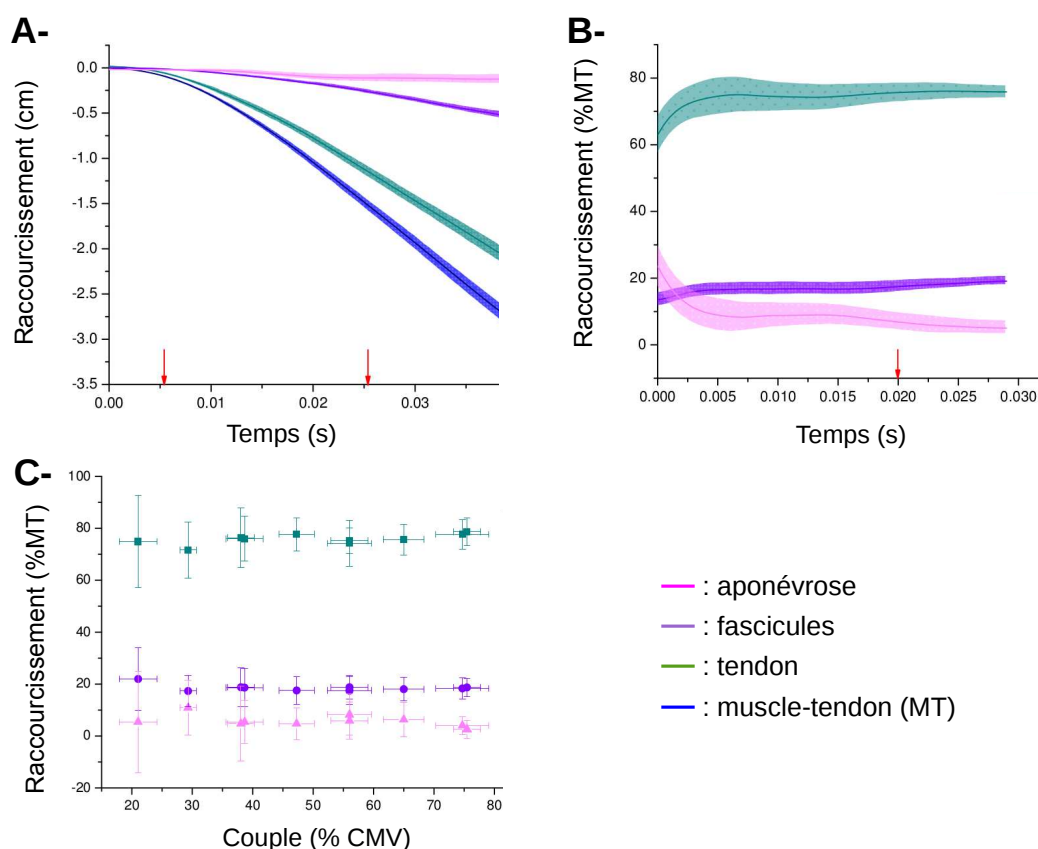 A-
Raccourcissement (cm)
0.0
-0.5
-1.0
-1.5
-2.0
-2.5
-3.0
-3.5
0.00
0.01
0.02
0.03
Temps (s)
B-
Raccourcissement (%MT)
80
60
40
20
0
0.000
0.005
0.010
0.015
0.020
0.025
0.030
Temps (s)
C-
Raccourcissement (%MT)
100
80
60
40
20
0
-20
20
30
40
50
60
70
80
Couple (% CMV)
: aponévrose
: fascicules
: tendon
: muscle-tendon (MT)